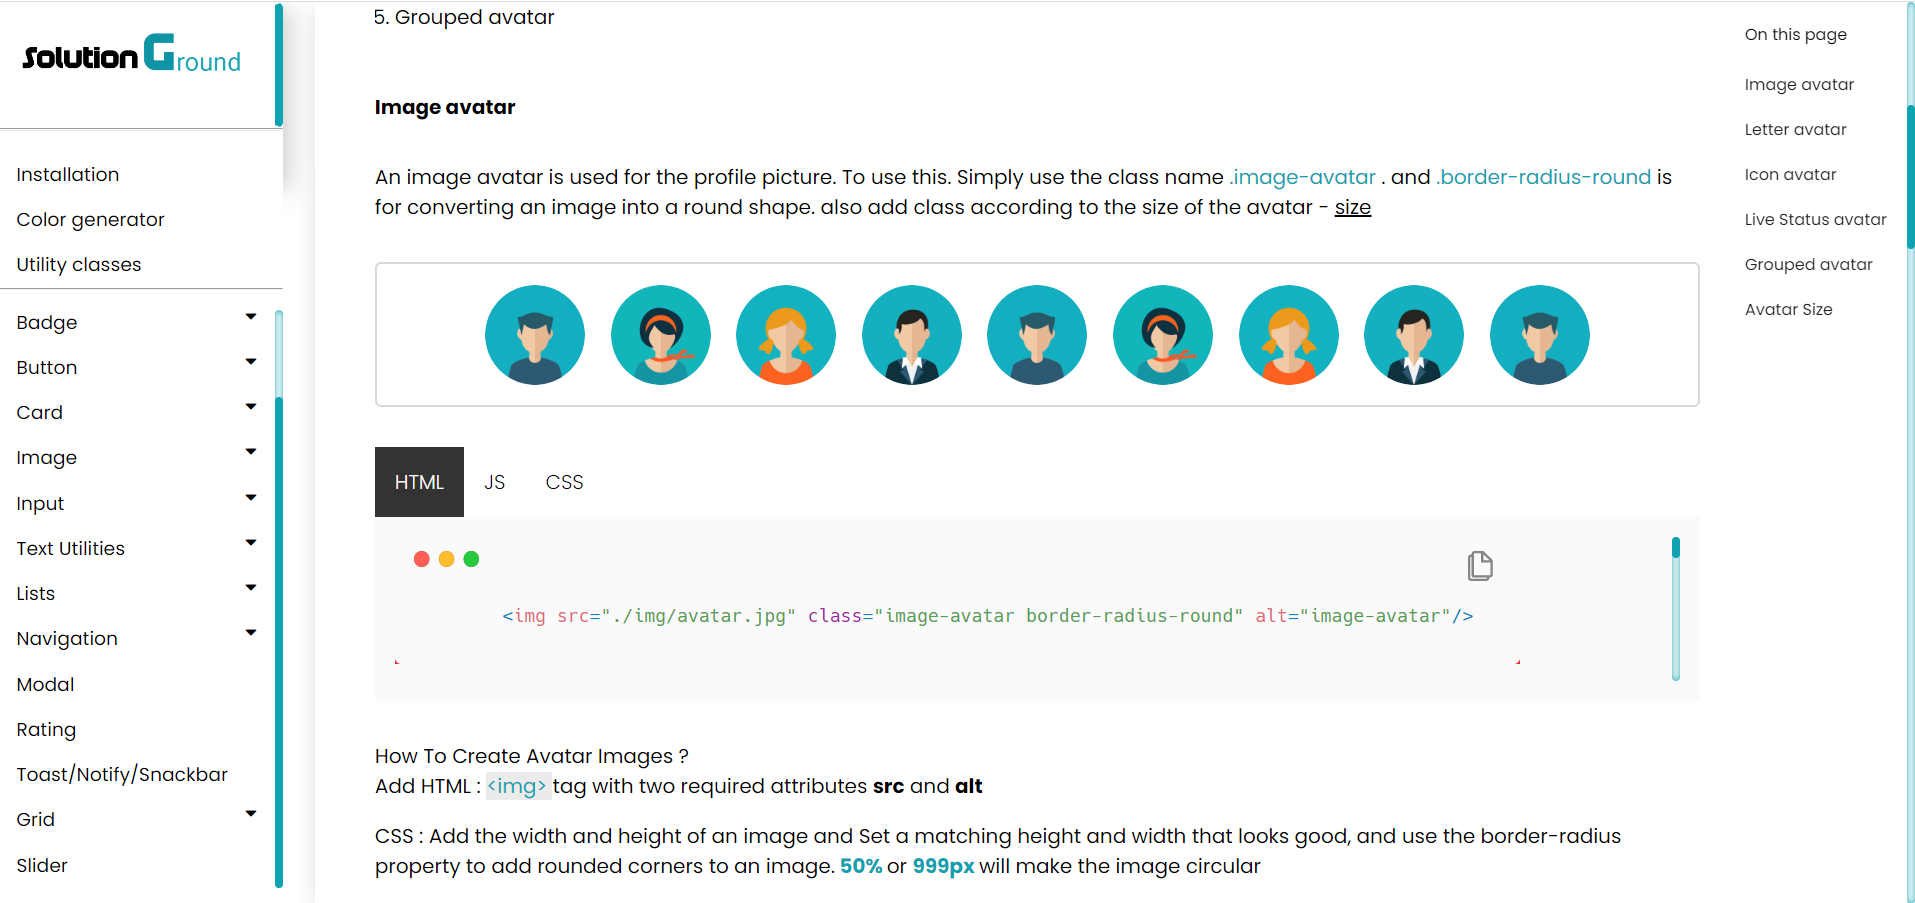 Solution Ground
Installation
Color generator
Utility classes
Badge
Button
Card
Image
Input
Text Utilities
Lists
Navigation
Modal
Rating
Toast/Notify/Snackbar
Grid
Slider
5. Grouped avatar
Image avatar
An image avatar is used for the profile picture. To use this. Simply use the class name .image-avatar . and .border-radius-round is
for converting an image into a round shape. also add class according to the size of the avatar - size
HTML JS CSS
<img src="./img/avatar.jpg" class="image-avatar border-radius-round" alt="image-avatar"/>
How To Create Avatar Images ?
Add HTML : <img> tag with two required attributes src and alt
CSS : Add the width and height of an image and Set a matching height and width that looks good, and use the border-radius
property to add rounded corners to an image. 50% or 999px will make the image circular
On this page
Image avatar
Letter avatar
Icon avatar
Live Status avatar
Grouped avatar
Avatar Size